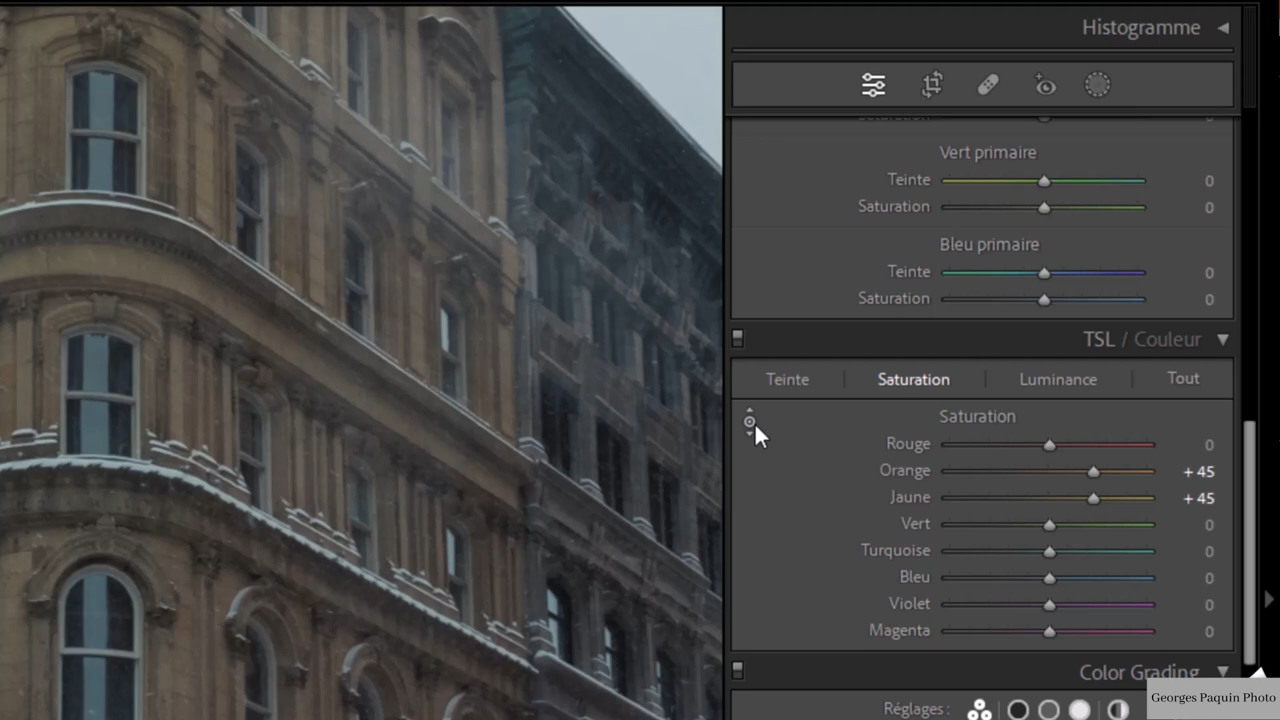 Histogramme
Saturation
Vert primaire
Teinte 0
Saturation 0
Bleu primaire
Teinte 0
Saturation 0
TSL / Couleur
Teinte Saturation Luminance Tout
Saturation
Rouge 0
Orange + 45
Jaune + 45
Vert 0
Turquoise 0
Bleu 0
Violet 0
Magenta 0
Color Grading
Réglages :
Georges Paquin Photo